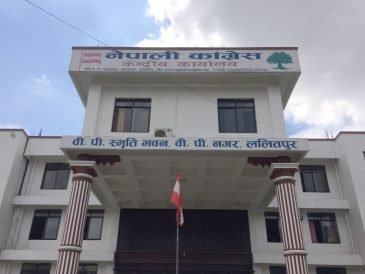 नेपाली कांग्रेस
केन्द्रीय कार्यालय
वी. पी. स्मृति भवन, वी. पी. नगर, ललितपुर